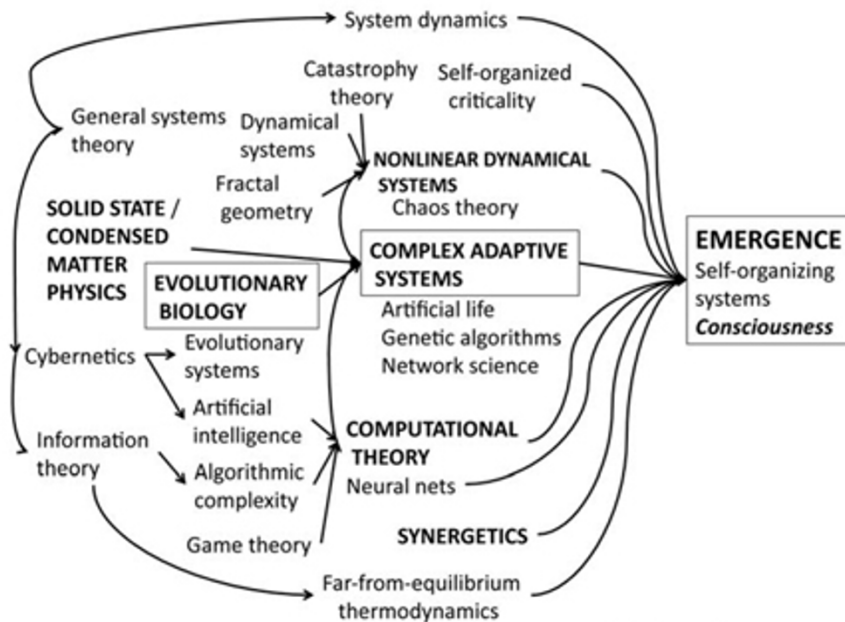 System dynamics
Catastrophy
theory
Self-organized
criticality
General systems
theory
Dynamical
systems
NONLINEAR DYNAMICAL
SYSTEMS
Chaos theory
Fractal
geometry
SOLID STATE /
CONDENSED
MATTER
PHYSICS
EVOLUTIONARY
BIOLOGY
COMPLEX ADAPTIVE
SYSTEMS
Artificial life
Genetic algorithms
Network science
EMERGENCE
Self-organizing
systems
Consciousness
Cybernetics
Evolutionary
systems
Artificial
intelligence
Information
theory
Algorithmic
complexity
COMPUTATIONAL
THEORY
Neural nets
Game theory
SYNERGETICS
Far-from-equilibrium
thermodynamics